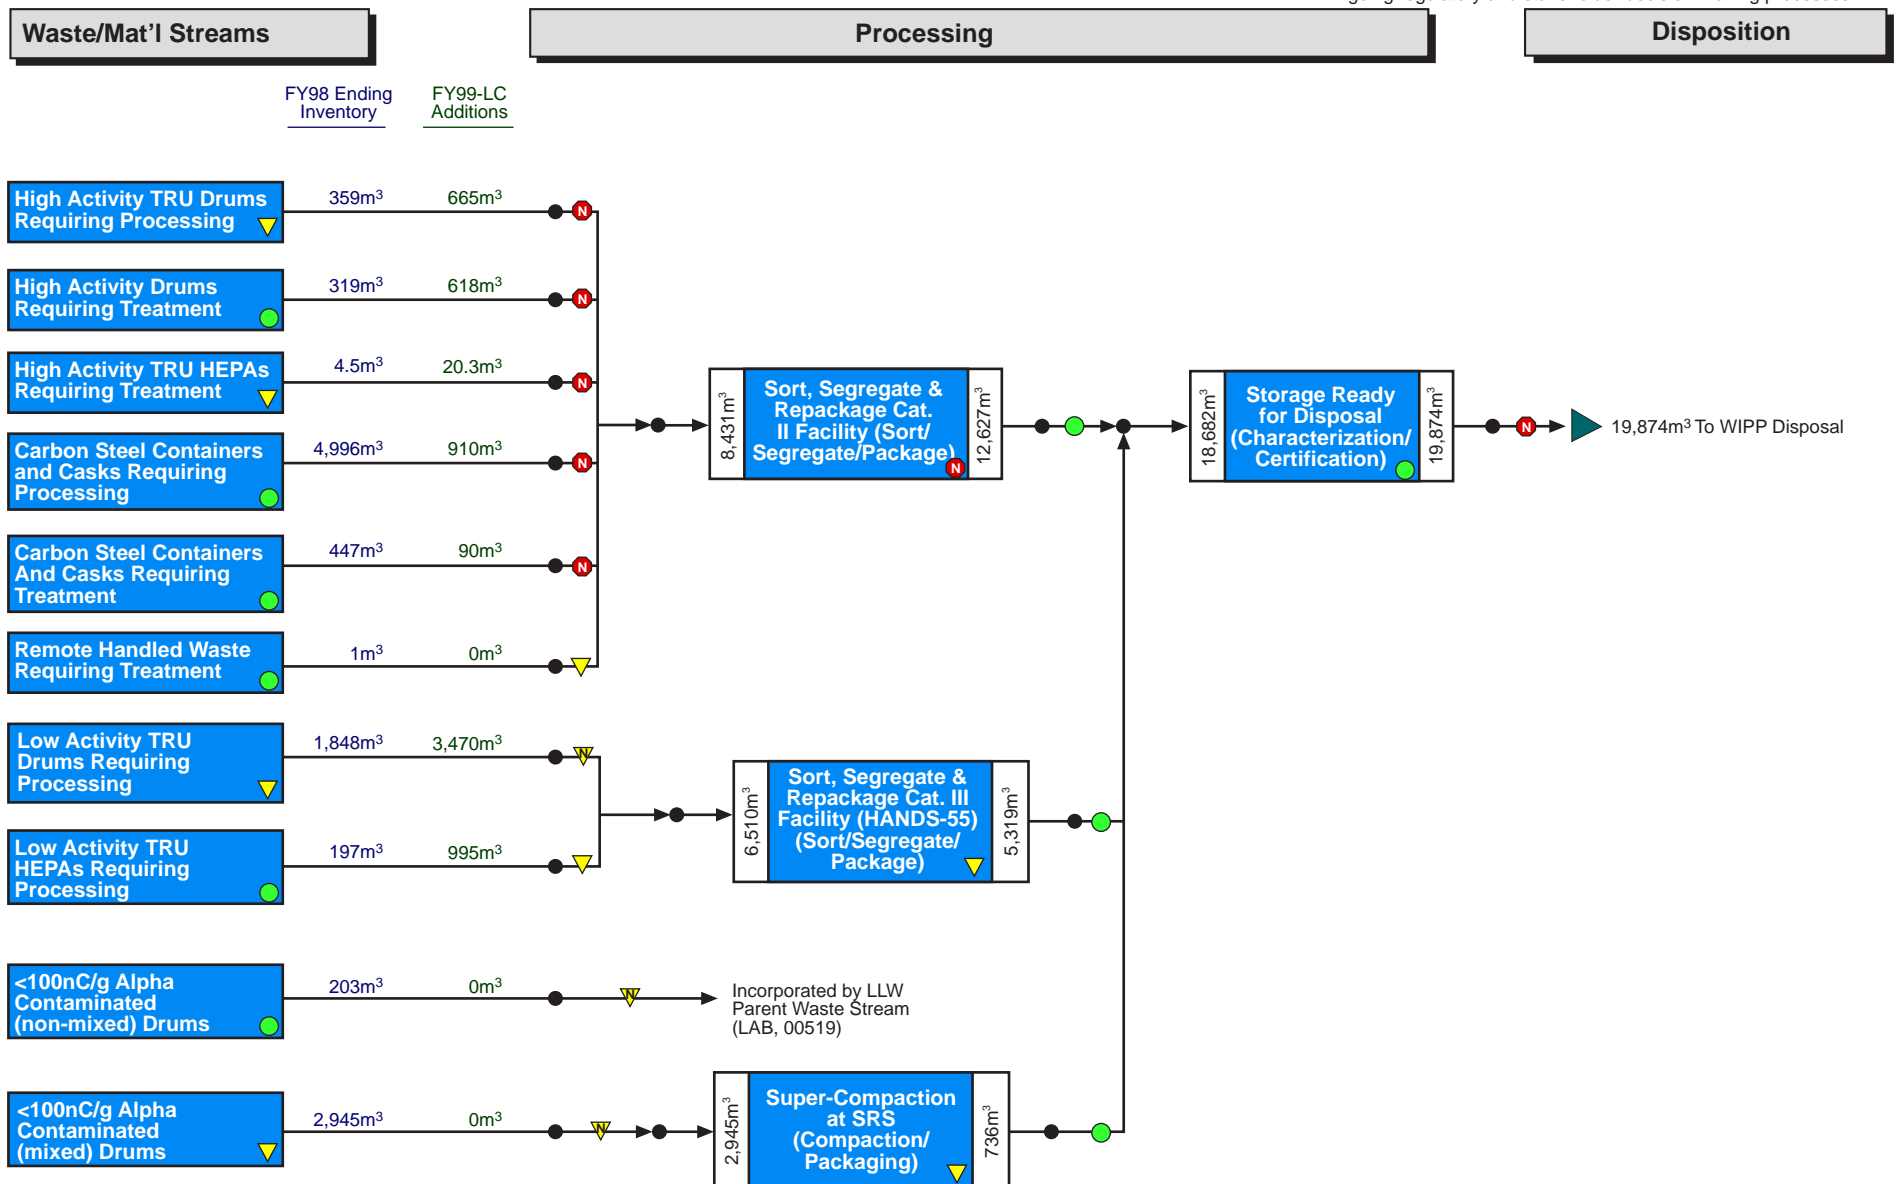 Waste/Mat'l Streams
Processing
Disposition
FY98 Ending
Inventory
FY99-LC
Additions
High Activity TRU Drums
Requiring Processing
359m³
665m³
N
High Activity Drums
Requiring Treatment
319m³
618m³
N
High Activity TRU HEPAs
Requiring Treatment
4.5m³
20.3m³
N
Carbon Steel Containers
and Casks Requiring
Processing
4,996m³
910m³
N
Carbon Steel Containers
And Casks Requiring
Treatment
447m³
90m³
N
Remote Handled Waste
Requiring Treatment
1m³
0m³
8,431m³
Sort, Segregate &
Repackage Cat.
II Facility (Sort/
Segregate/Package)
N
12,627m³
18,682m³
Storage Ready
for Disposal
(Characterization/
Certification)
19,874m³
N
19,874m³ To WIPP Disposal
Low Activity TRU
Drums Requiring
Processing
1,848m³
3,470m³
N
Low Activity TRU
HEPAs Requiring
Processing
197m³
995m³
6,510m³
Sort, Segregate &
Repackage Cat. III
Facility (HANDS-55)
(Sort/Segregate/
Package)
5,319m³
<100nC/g Alpha
Contaminated
(non-mixed) Drums
203m³
0m³
N
Incorporated by LLW
Parent Waste Stream
(LAB, 00519)
<100nC/g Alpha
Contaminated
(mixed) Drums
2,945m³
0m³
N
2,945m³
Super-Compaction
at SRS
(Compaction/
Packaging)
736m³